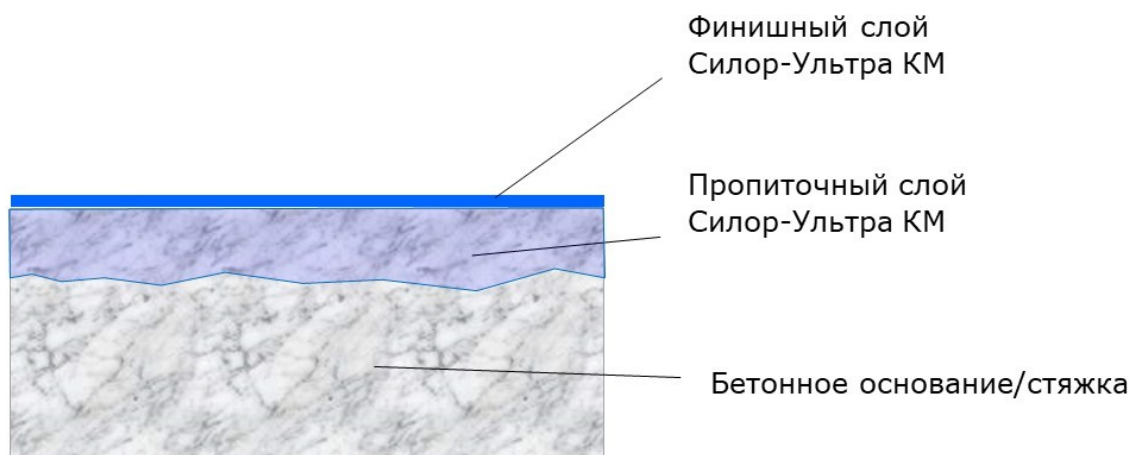 Финишный слой
Силор-Ультра КМ
Пропиточный слой
Силор-Ультра КМ
Бетонное основание/стяжка